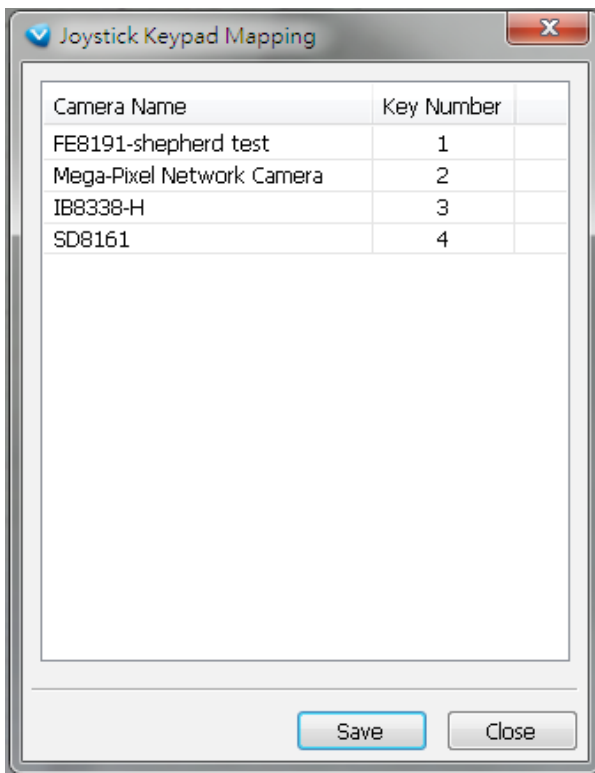 Joystick Keypad Mapping
Camera Name Key Number
FE8191-shepherd test 1
Mega-Pixel Network Camera 2
IB8338-H 3
SD8161 4
Save Close